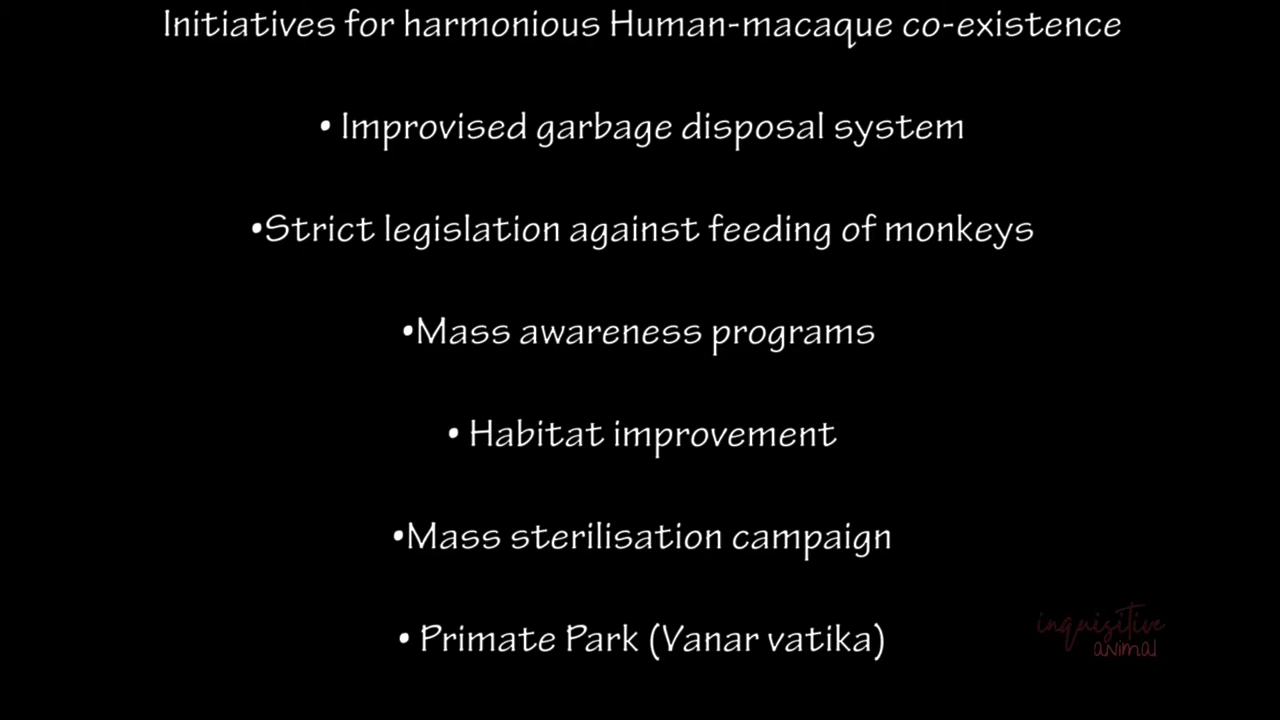 Initiatives for harmonious Human-macaque co-existence
• Improvised garbage disposal system
•Strict legislation against feeding of monkeys
•Mass awareness programs
• Habitat improvement
•Mass sterilisation campaign
• Primate Park (Vanar vatika)
inquisitive
animal